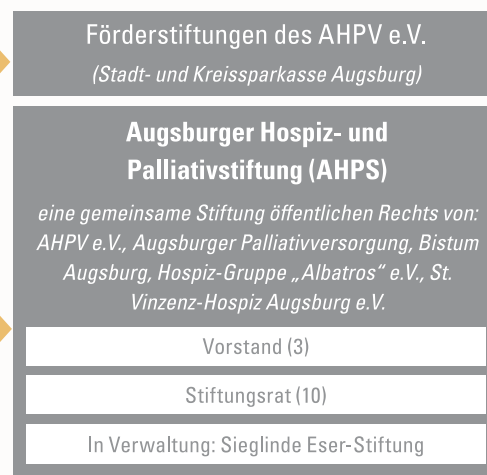 Förderstiftungen des AHPV e.V.
(Stadt- und Kreissparkasse Augsburg)
Augsburger Hospiz- und
Palliativstiftung (AHPS)
eine gemeinsame Stiftung öffentlichen Rechts von:
AHPV e.V., Augsburger Palliativversorgung, Bistum
Augsburg, Hospiz-Gruppe „Albatros“ e.V., St.
Vinzenz-Hospiz Augsburg e.V.
Vorstand (3)
Stiftungsrat (10)
In Verwaltung: Sieglinde Eser-Stiftung